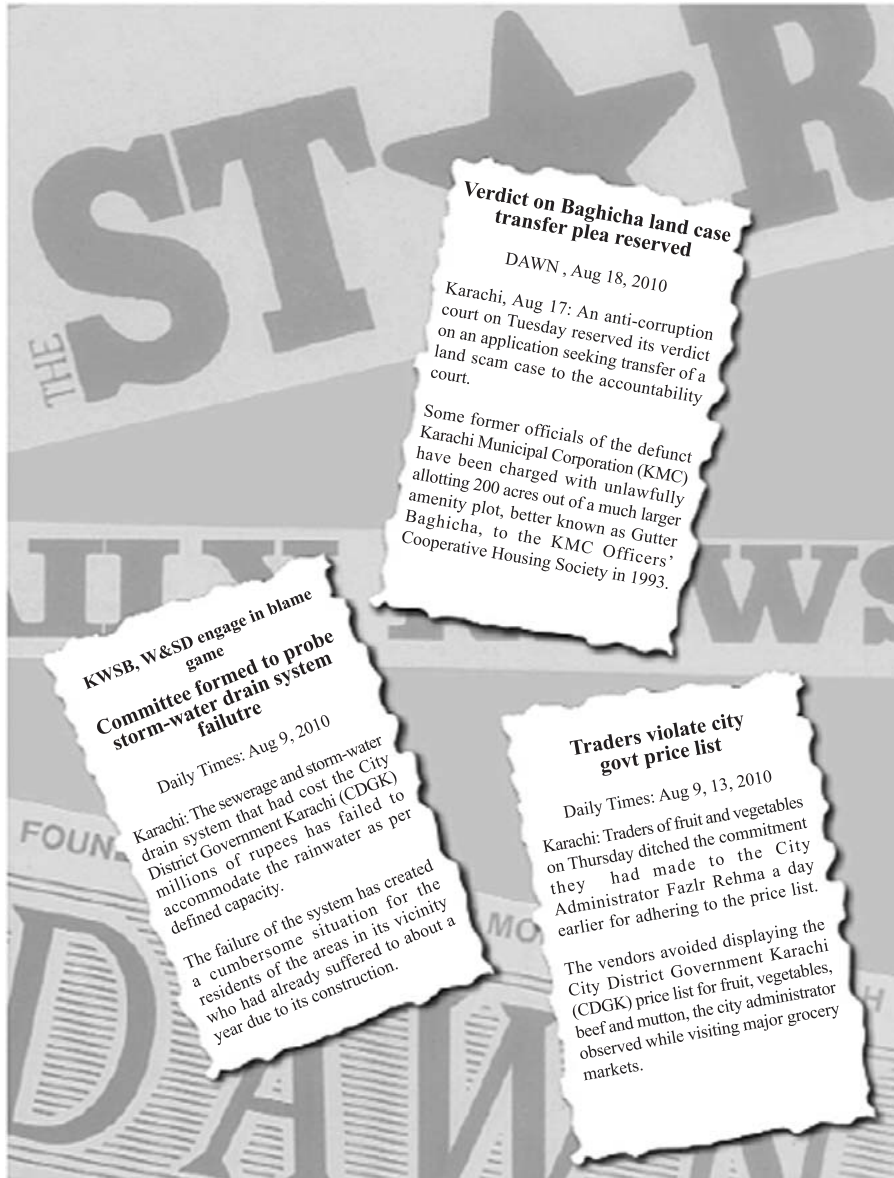 THE
ST★R
Verdict on Baghicha land case
transfer plea reserved
DAWN , Aug 18, 2010
Karachi, Aug 17: An anti-corruption
court on Tuesday reserved its verdict
on an application seeking transfer of a
land scam case to the accountability
court.
Some former officials of the defunct
Karachi Municipal Corporation (KMC)
have been charged with unlawfully
allotting 200 acres out of a much larger
amenity plot, better known as Gutter
Baghicha, to the KMC Officers'
Cooperative Housing Society in 1993.
KWSB, W&SD engage in blame
game
Committee formed to probe
storm-water drain system
failutre
Daily Times: Aug 9, 2010
Karachi: The sewerage and storm-water
drain system that had cost the City
District Government Karachi (CDGK)
millions of rupees has failed to
accommodate the rainwater as per
defined capacity.
The failure of the system has created
a cumbersome situation for the
residents of the areas in its vicinity
who had already suffered to about a
year due to its construction.
Traders violate city
govt price list
Daily Times: Aug 9, 13, 2010
Karachi: Traders of fruit and vegetables
on Thursday ditched the commitment
they had made to the City
Administrator Fazlr Rehma a day
earlier for adhering to the price list.
The vendors avoided displaying the
City District Government Karachi
(CDGK) price list for fruit, vegetables,
beef and mutton, the city administrator
observed while visiting major grocery
markets.
FOUN
DAWN